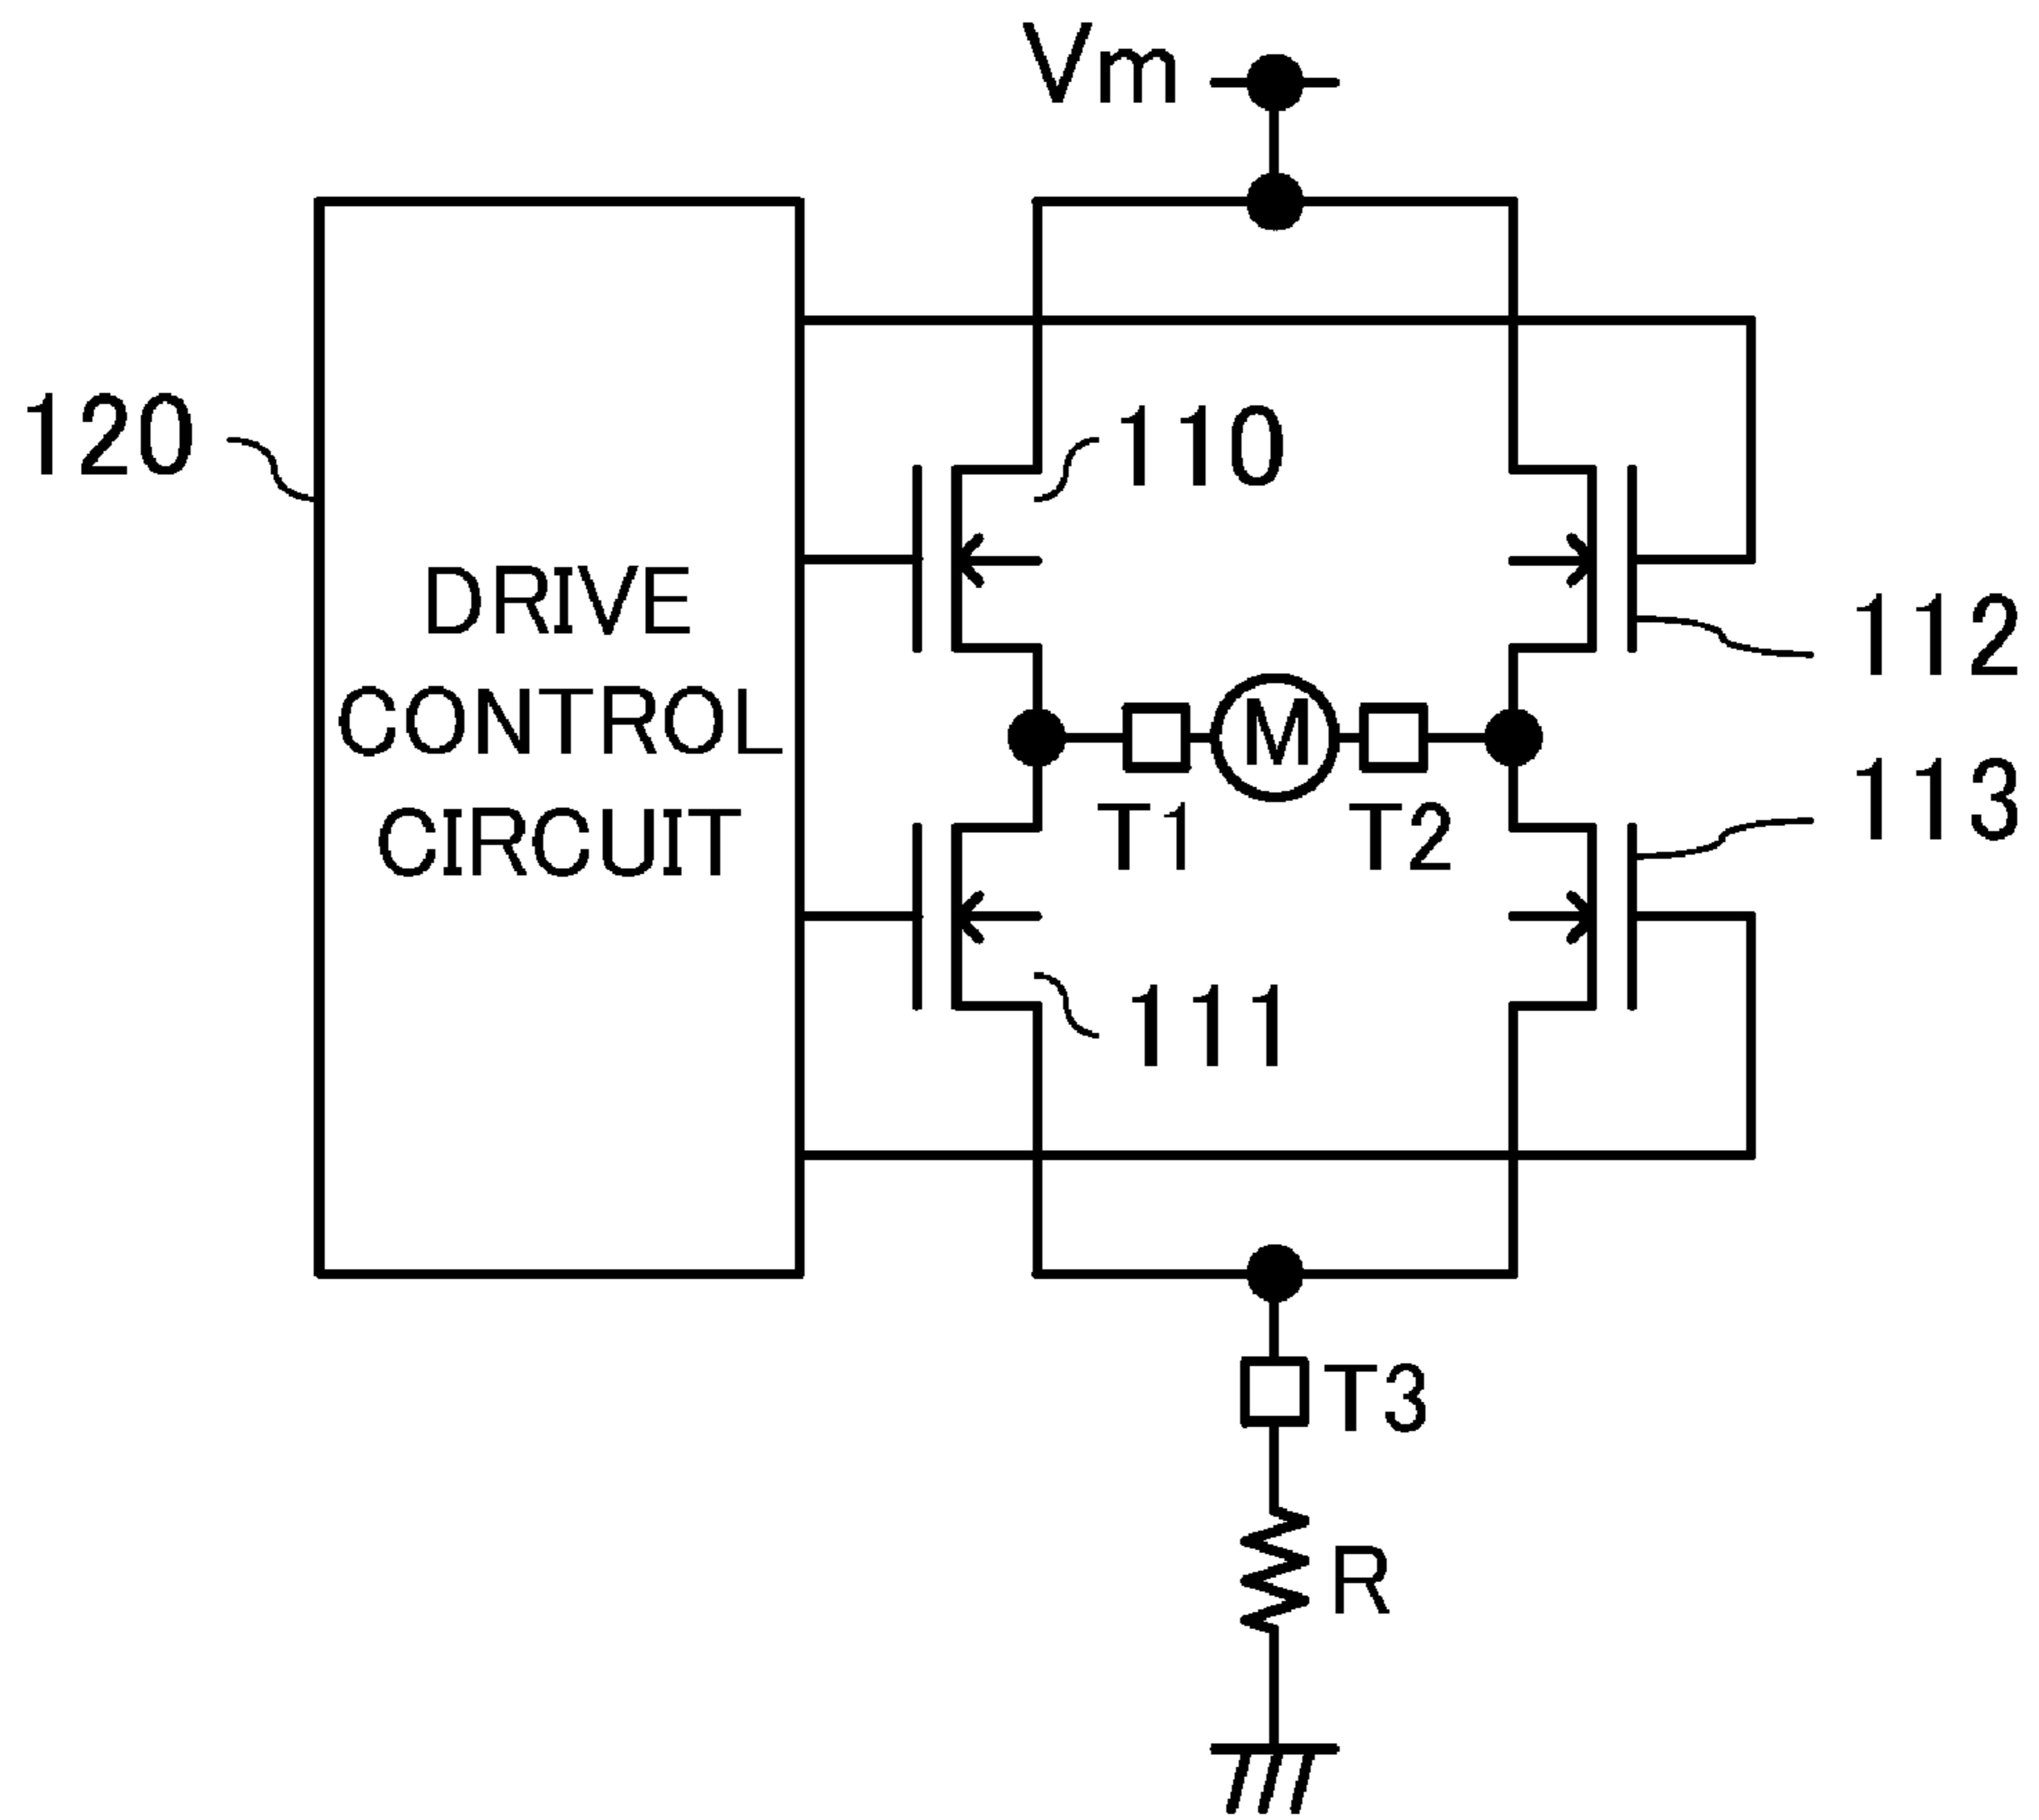 Vm
120
110
DRIVE
CONTROL
CIRCUIT
112
M
T1
T2
113
111
T3
R